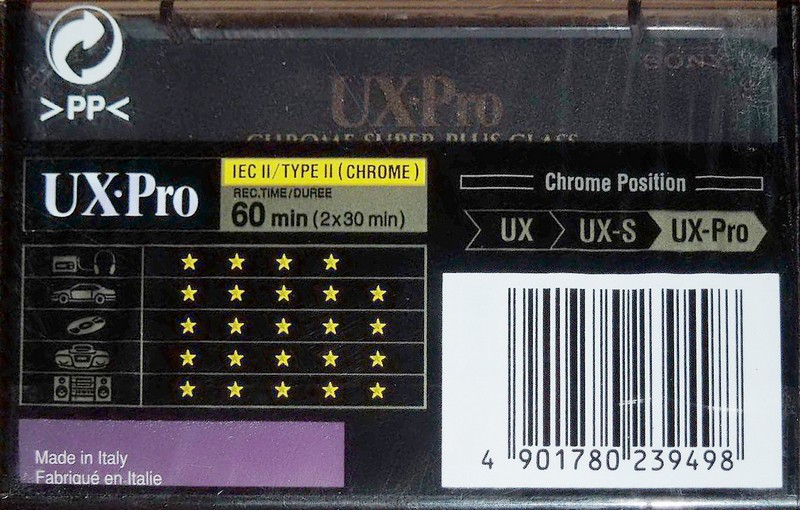 SONY
UX·Pro
CHROME SUPER PLUS CLASS
>PP<
UX·Pro
IEC II/TYPE II (CHROME)
REC.TIME/DUREE
60 min (2x30 min)
Chrome Position
UX UX-S UX-Pro
Made in Italy
Fabriqué en Italie
4 901780 239498